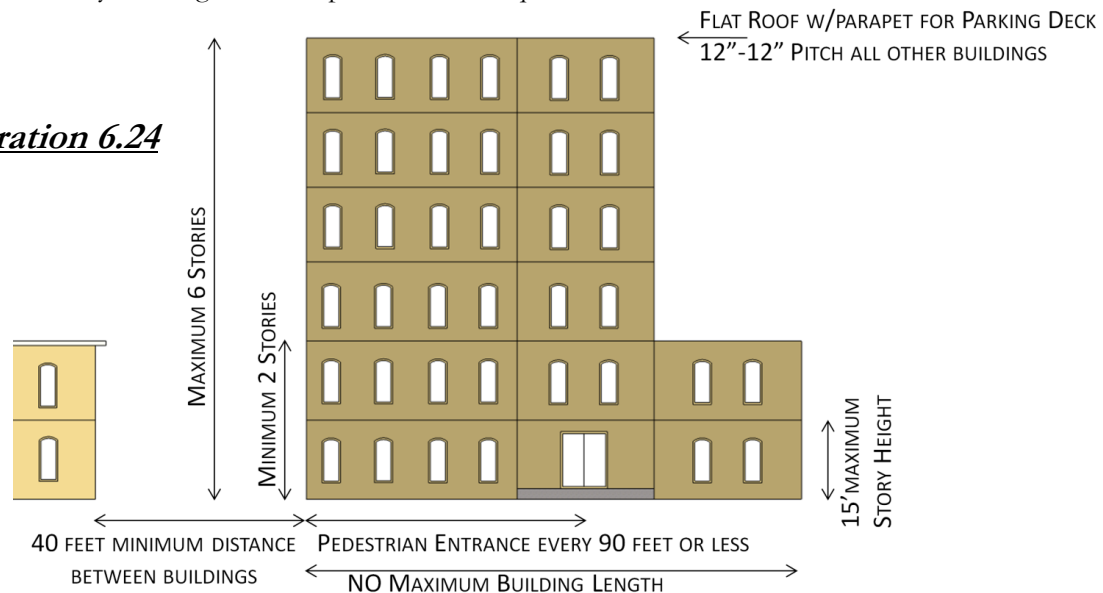 FLAT ROOF W/PARAPET FOR PARKING DECK
12”-12” PITCH ALL OTHER BUILDINGS
ration 6.24
MAXIMUM 6 STORIES
MINIMUM 2 STORIES
15’MAXIMUM
STORY HEIGHT
40 FEET MINIMUM DISTANCE
BETWEEN BUILDINGS
PEDESTRIAN ENTRANCE EVERY 90 FEET OR LESS
NO MAXIMUM BUILDING LENGTH